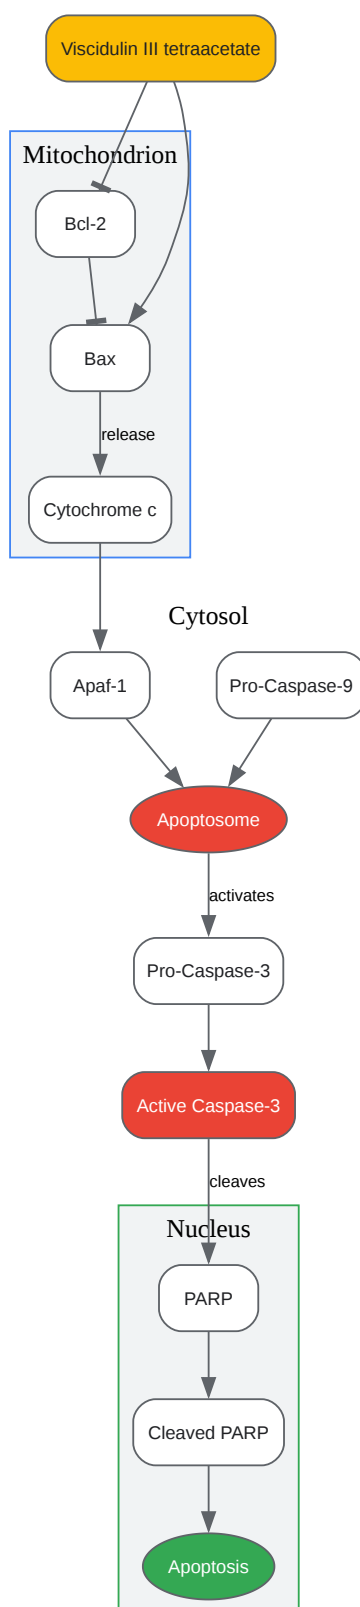 Viscidulin III tetraacetate
Mitochondrion
Bcl-2
Bax
release
Cytochrome c
Cytosol
Apaf-1
Pro-Caspase-9
Apoptosome
activates
Pro-Caspase-3
Active Caspase-3
cleaves
Nucleus
PARP
Cleaved PARP
Apoptosis